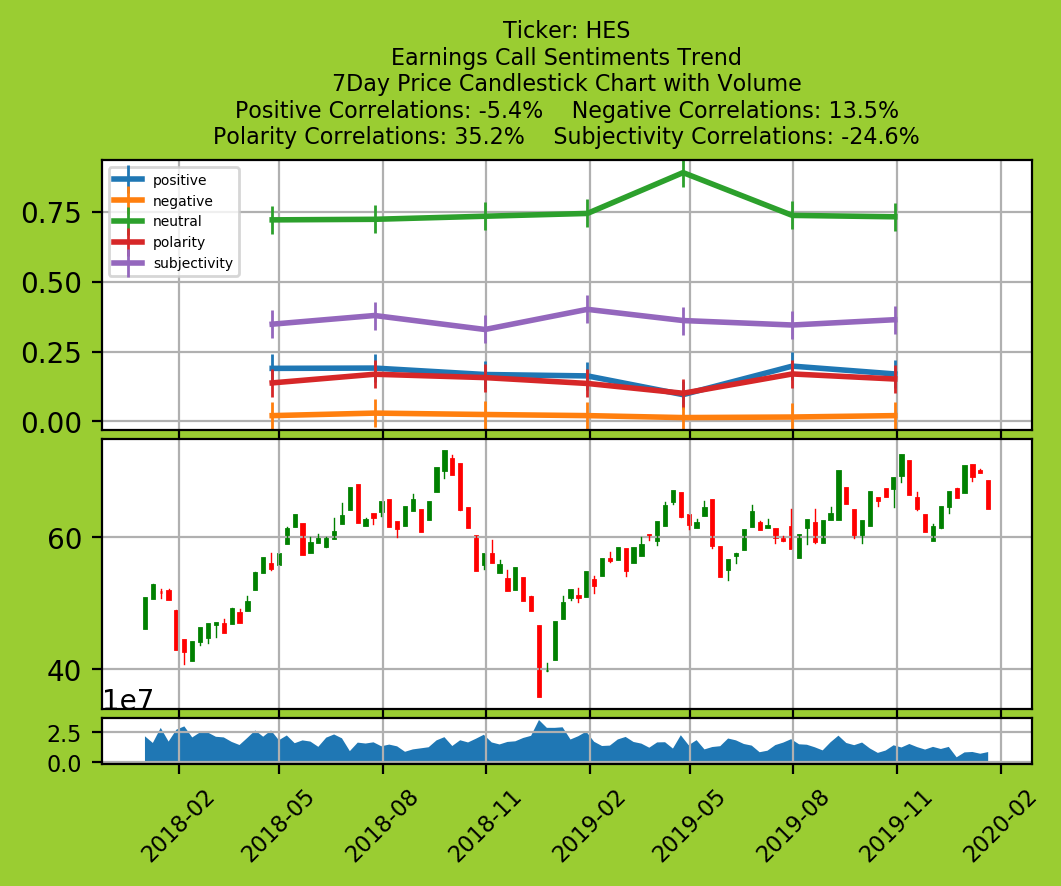 Ticker: HES
Earnings Call Sentiments Trend
7Day Price Candlestick Chart with Volume
Positive Correlations: -5.4%    Negative Correlations: 13.5%
Polarity Correlations: 35.2%    Subjectivity Correlations: -24.6%
positive
negative
neutral
polarity
subjectivity
0.75
0.50
0.25
0.00
60
40
1e7
2.5
0.0
2018-02
2018-05
2018-08
2018-11
2019-02
2019-05
2019-08
2019-11
2020-02